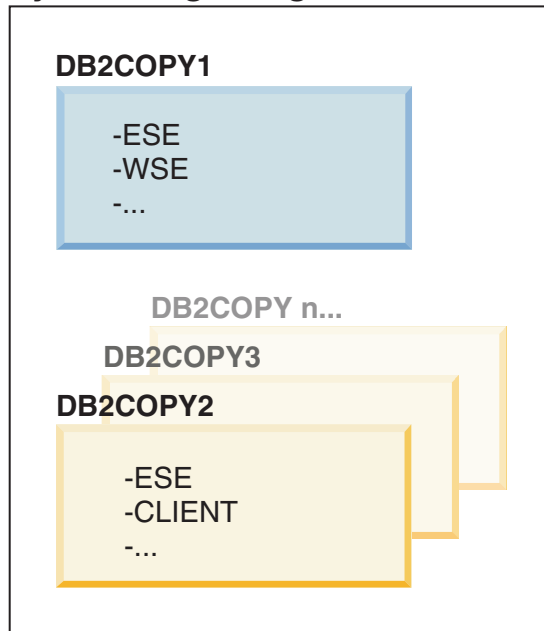 DB2COPY1
-ESE
-WSE
-...
DB2COPY n...
DB2COPY3
DB2COPY2
-ESE
-CLIENT
-...